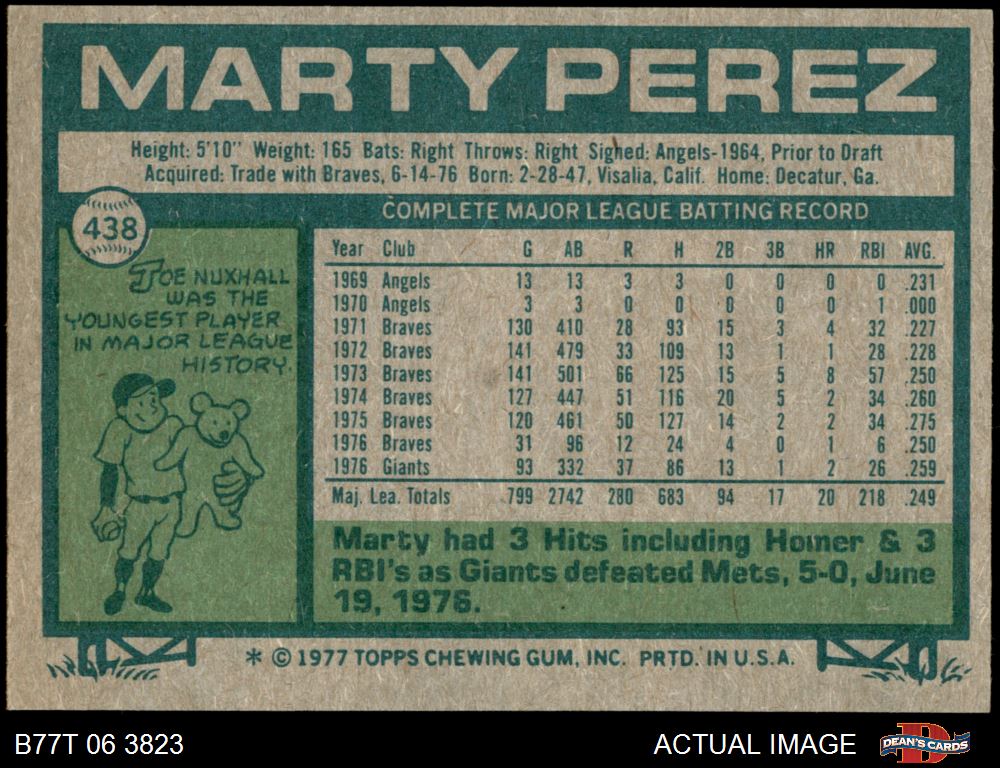 MARTY PEREZ
Height: 5'10" Weight: 165 Bats: Right Throws: Right Signed: Angels-1964, Prior to Draft
Acquired: Trade with Braves, 6-14-76 Born: 2-28-47, Visalia, Calif. Home: Decatur, Ga.
438
JOE NUXHALL
WAS THE
YOUNGEST PLAYER
IN MAJOR LEAGUE
HISTORY.
COMPLETE MAJOR LEAGUE BATTING RECORD
Year Club G AB R H 2B 3B HR RBI AVG.
1969 Angels 13 13 3 3 0 0 0 0 .231
1970 Angels 3 3 0 0 0 0 0 1 .000
1971 Braves 130 410 28 93 15 3 4 32 .227
1972 Braves 141 479 33 109 13 1 1 28 .228
1973 Braves 141 501 66 125 15 5 8 57 .250
1974 Braves 127 447 51 116 20 5 2 34 .260
1975 Braves 120 461 50 127 14 2 2 34 .275
1976 Braves 31 96 12 24 4 0 1 6 .250
1976 Giants 93 332 37 86 13 1 2 26 .259
Maj. Lea. Totals 799 2742 280 683 94 17 20 218 .249
Marty had 3 Hits including Homer & 3
RBI's as Giants defeated Mets, 5-0, June
19, 1976.
* © 1977 TOPPS CHEWING GUM, INC. PRTD. IN U.S.A.
B77T 06 3823
ACTUAL IMAGE
DEAN'S CARDS